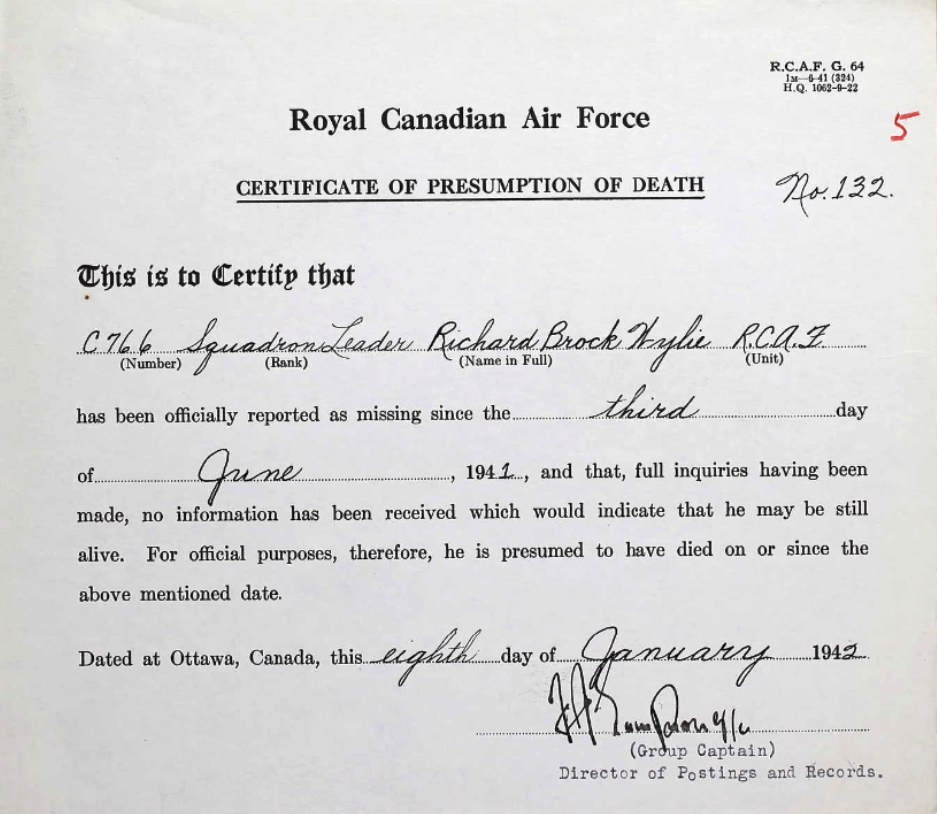 R.C.A.F. G. 64
1M—6-41 (324)
H.Q. 1062-9-22
5
Royal Canadian Air Force
CERTIFICATE OF PRESUMPTION OF DEATH
No. 132.
This is to Certify that
C766 Squadron Leader Richard Brock Wylie R.C.A.F.
(Number) (Rank) (Name in Full) (Unit)
has been officially reported as missing since the third day
of June, 1941, and that, full inquiries having been
made, no information has been received which would indicate that he may be still
alive. For official purposes, therefore, he is presumed to have died on or since the
above mentioned date.
Dated at Ottawa, Canada, this eighth day of January 1942
G/C
(Group Captain)
Director of Postings and Records.